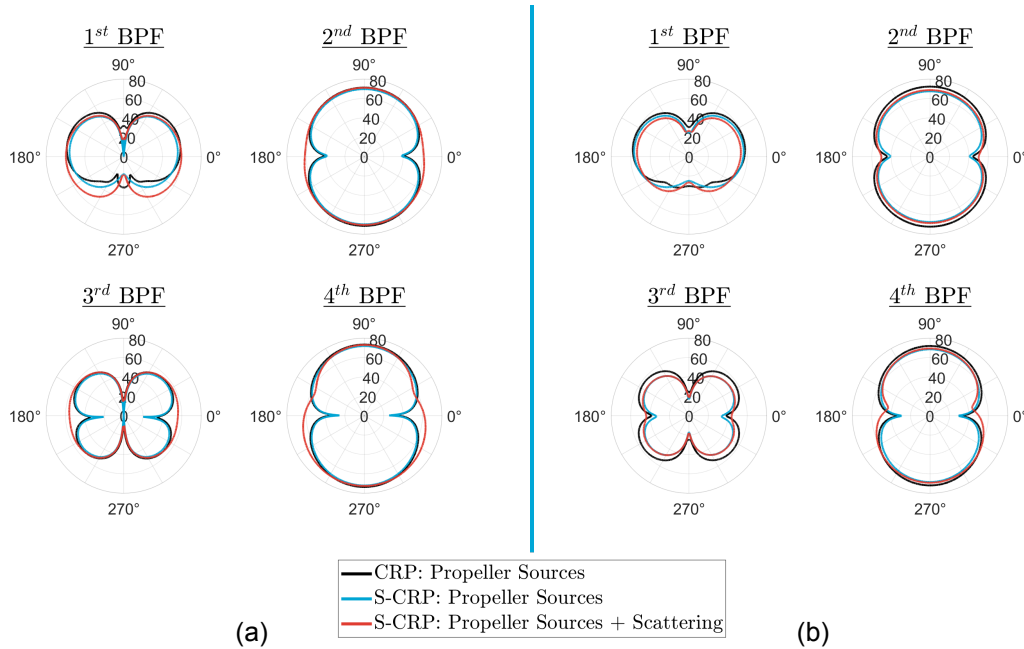 1st BPF 2nd BPF 1st BPF 2nd BPF
90° 90° 90° 90°
80 80 80 80
60 60 60 60
40 40 40 40
20 20 20 20
180° 0 0° 180° 0 0° 180° 0 0° 180° 0 0°
270° 270° 270° 270°
3rd BPF 4th BPF 3rd BPF 4th BPF
90° 90° 90° 90°
80 80 80 80
60 60 60 60
40 40 40 40
20 20 20 20
180° 0 0° 180° 0 0° 180° 0 0° 180° 0 0°
270° 270° 270° 270°
CRP: Propeller Sources
S-CRP: Propeller Sources
S-CRP: Propeller Sources + Scattering
(a) (b)